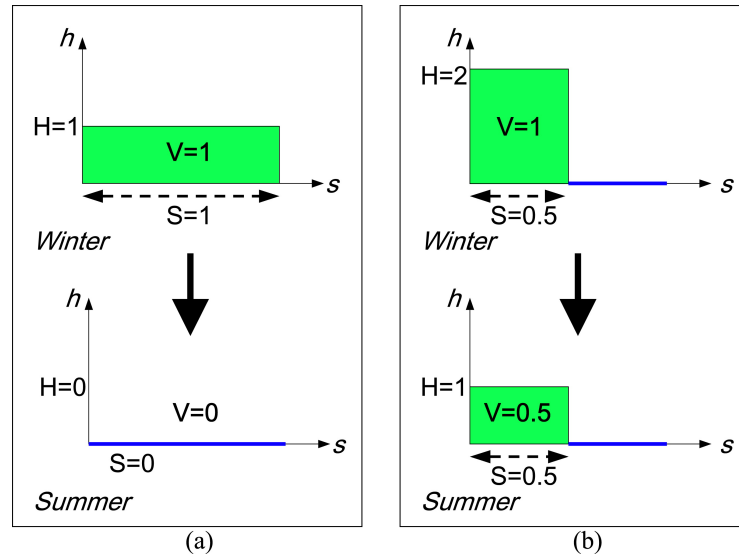 h
H=1
V=1
s
S=1
Winter
h
H=0
V=0
s
S=0
Summer
(a)
h
H=2
V=1
s
S=0.5
Winter
h
H=1
V=0.5
s
S=0.5
Summer
(b)